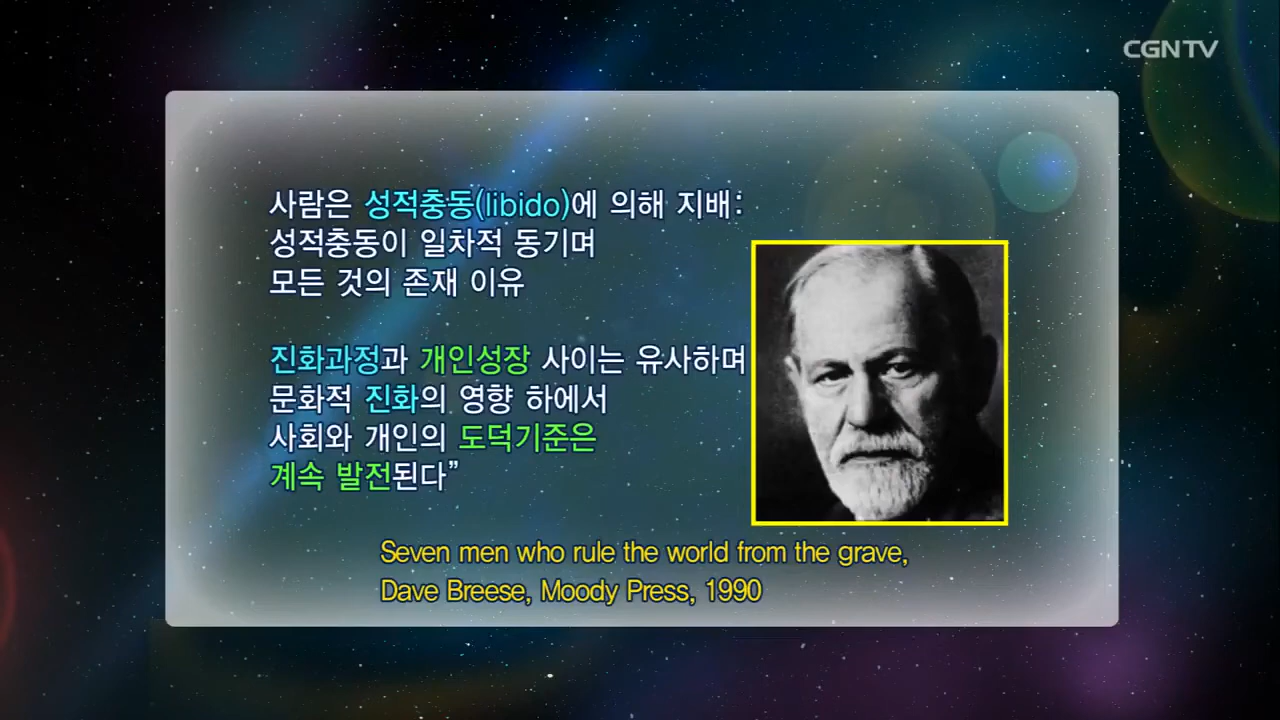 CGNTV
사람은 성적충동(libido)에 의해 지배:
성적충동이 일차적 동기며
모든 것의 존재 이유
진화과정과 개인성장 사이는 유사하며
문화적 진화의 영향 하에서
사회와 개인의 도덕기준은
계속 발전된다”
Seven men who rule the world from the grave,
Dave Breese, Moody Press, 1990